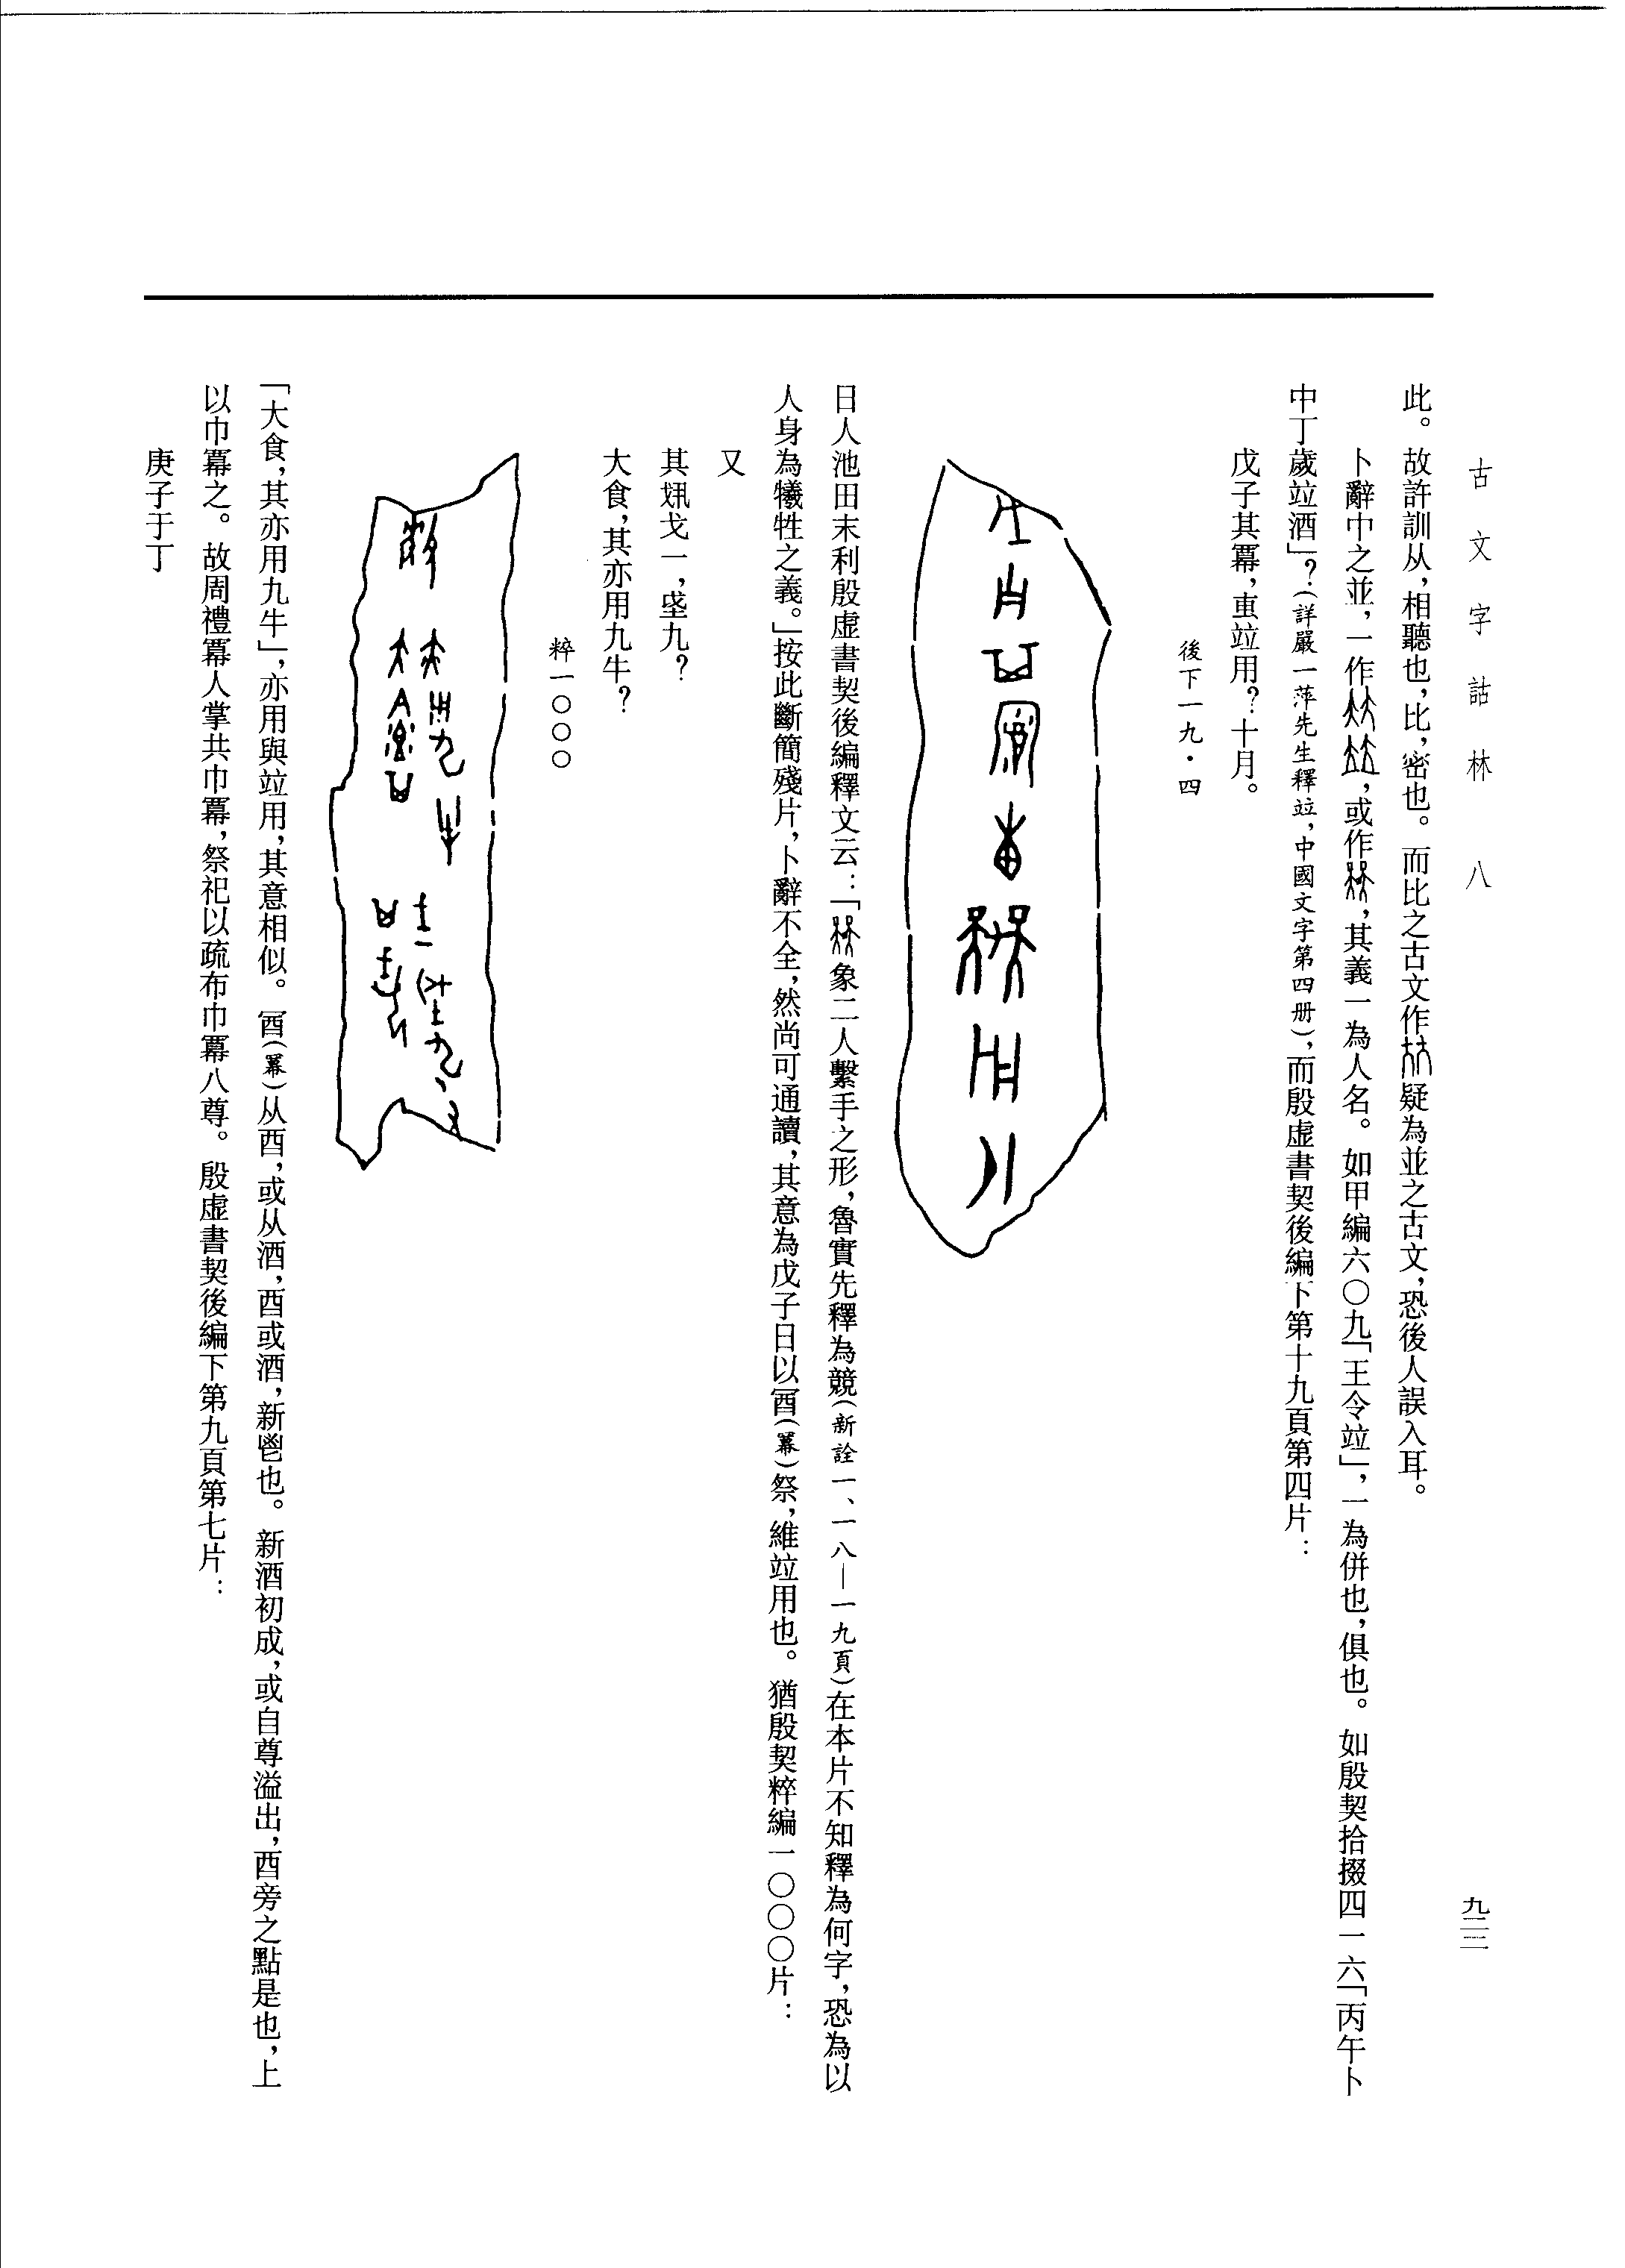 古文字詁林 八
九二二
此。故許訓从，相聽也，比，密也。而比之古文作疑為並之古文，恐後人誤入耳。
卜辭中之並，一作，或作，其義一為人名。如甲編六〇九「王令竝」，一為併也，俱也。如殷契拾掇四一六「丙午卜
中丁歲竝酒」？（詳嚴一萍先生釋竝，中國文字第四册），而殷虛書契後編下第十九頁第四片：
戊子其冪，叀竝用？十月。
後下一九·四
日人池田末利殷虛書契後編釋文云：「象二人繫手之形，魯實先釋為競（新詮一、一八—一九頁）在本片不知釋為何字，恐為以
人身為犧牲之義。」按此斷簡殘片，卜辭不全，然尚可通讀，其意為戊子日以（冪）祭，維竝用也。猶殷契粹編一〇〇〇片：
又
其戈一，九？
大食，其亦用九牛？
粹一〇〇〇
「大食，其亦用九牛」，亦用與竝用，其意相似。（冪）从酉，或从酒，酉或酒，新鬯也。新酒初成，或自尊溢出，酉旁之點是也，上
以巾冪之。故周禮冪人掌共巾冪，祭祀以疏布巾冪八尊。殷虛書契後編下第九頁第七片：
庚子于丁